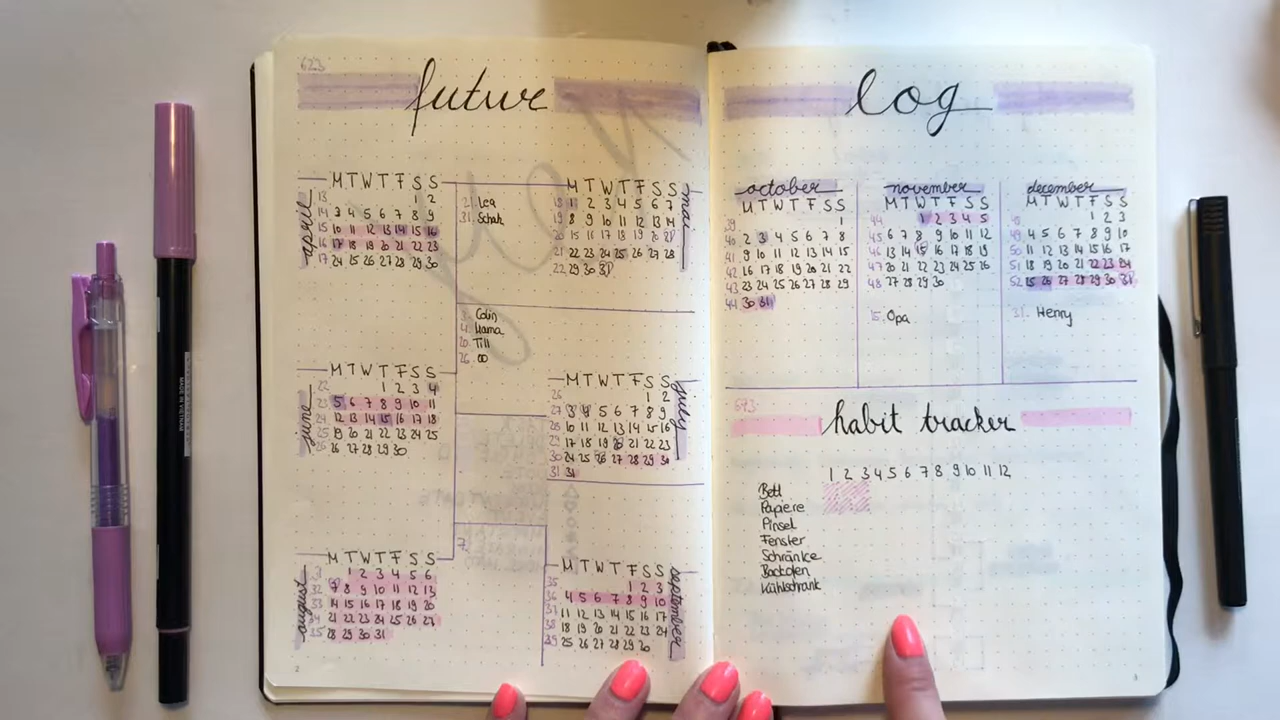 future
log
april
M T W T F S S
13 1 2
14 3 4 5 6 7 8 9
15 10 11 12 13 14 15 16
16 17 18 19 20 21 22 23
17 24 25 26 27 28 29 30
2. Lea
31. Schak
mai
M T W T F S S
18 1 2 3 4 5 6 7
19 8 9 10 11 12 13 14
20 15 16 17 18 19 20 21
21 22 23 24 25 26 27 28
22 29 30 31
Colin
4. Mama
20. Till
26.
june
M T W T F S S
22 1 2 3 4
23 5 6 7 8 9 10 11
24 12 13 14 15 16 17 18
25 19 20 21 22 23 24 25
26 27 28 29 30
july
M T W T F S S
26 1 2
27 3 4 5 6 7 8 9
28 10 11 12 13 14 15 16
29 17 18 19 20 21 22 23
30 24 25 26 27 28 29 30
31 31
7.
august
M T W T F S S
1 2 3 4 5 6
32 7 8 9 10 11 12 13
33 14 15 16 17 18 19 20
34 21 22 23 24 25 26 27
35 28 29 30 31
september
M T W T F S S
35 1 2 3
36 4 5 6 7 8 9 10
37 11 12 13 14 15 16 17
38 18 19 20 21 22 23 24
39 25 26 27 28 29 30
2
october
M T W T F S S
39 1
40 2 3 4 5 6 7 8
41 9 10 11 12 13 14 15
42 16 17 18 19 20 21 22
43 23 24 25 26 27 28 29
44 30 31
november
M T W T F S S
44 1 2 3 4 5
45 6 7 8 9 10 11 12
46 13 14 15 16 17 18 19
47 20 21 22 23 24 25 26
48 27 28 29 30
15. Opa
december
M T W T F S S
48 1 2 3
49 4 5 6 7 8 9 10
50 11 12 13 14 15 16 17
51 18 19 20 21 22 23 24
52 25 26 27 28 29 30 31
31. Henry
habit tracker
1 2 3 4 5 6 7 8 9 10 11 12
Bett
Papiere
Pinsel
Fenster
Schränke
Backofen
Kühlschrank
3
MADE IN VIETNAM